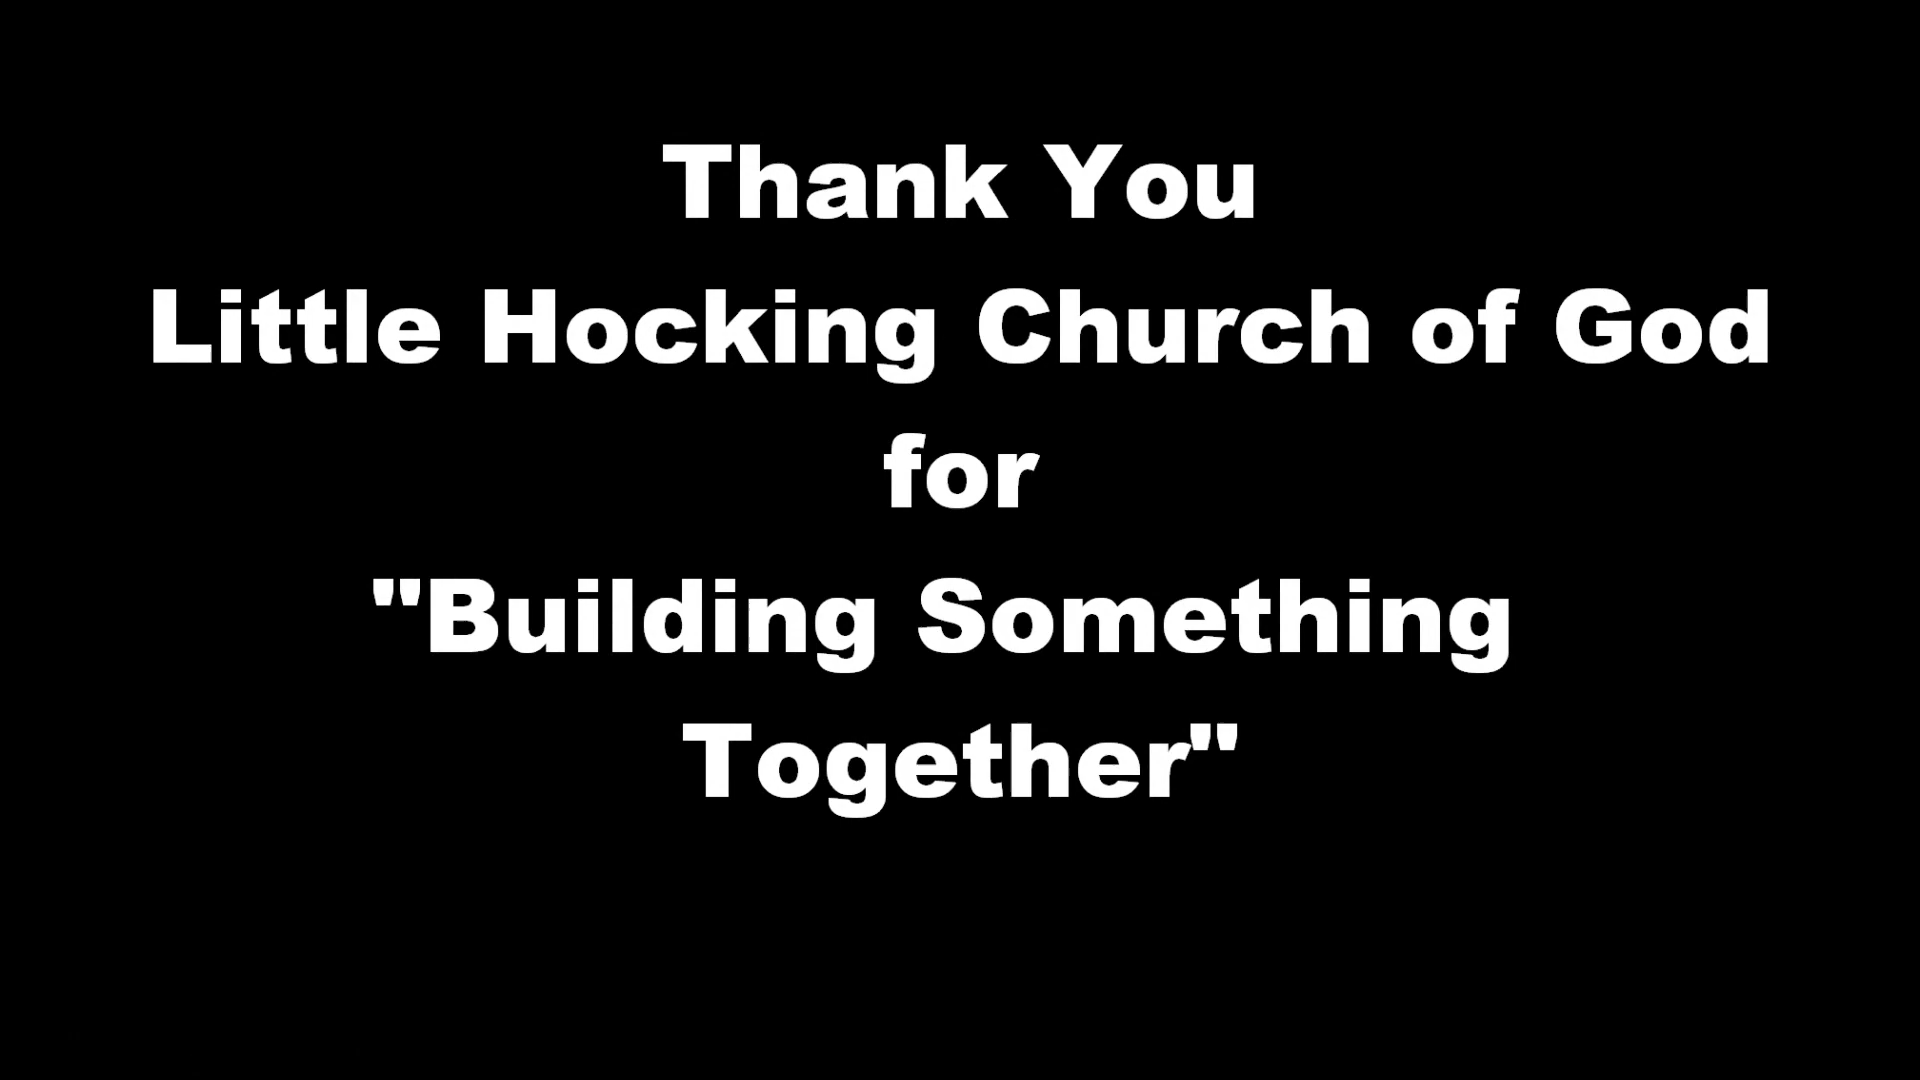 Thank You
Little Hocking Church of God
for
"Building Something
Together"